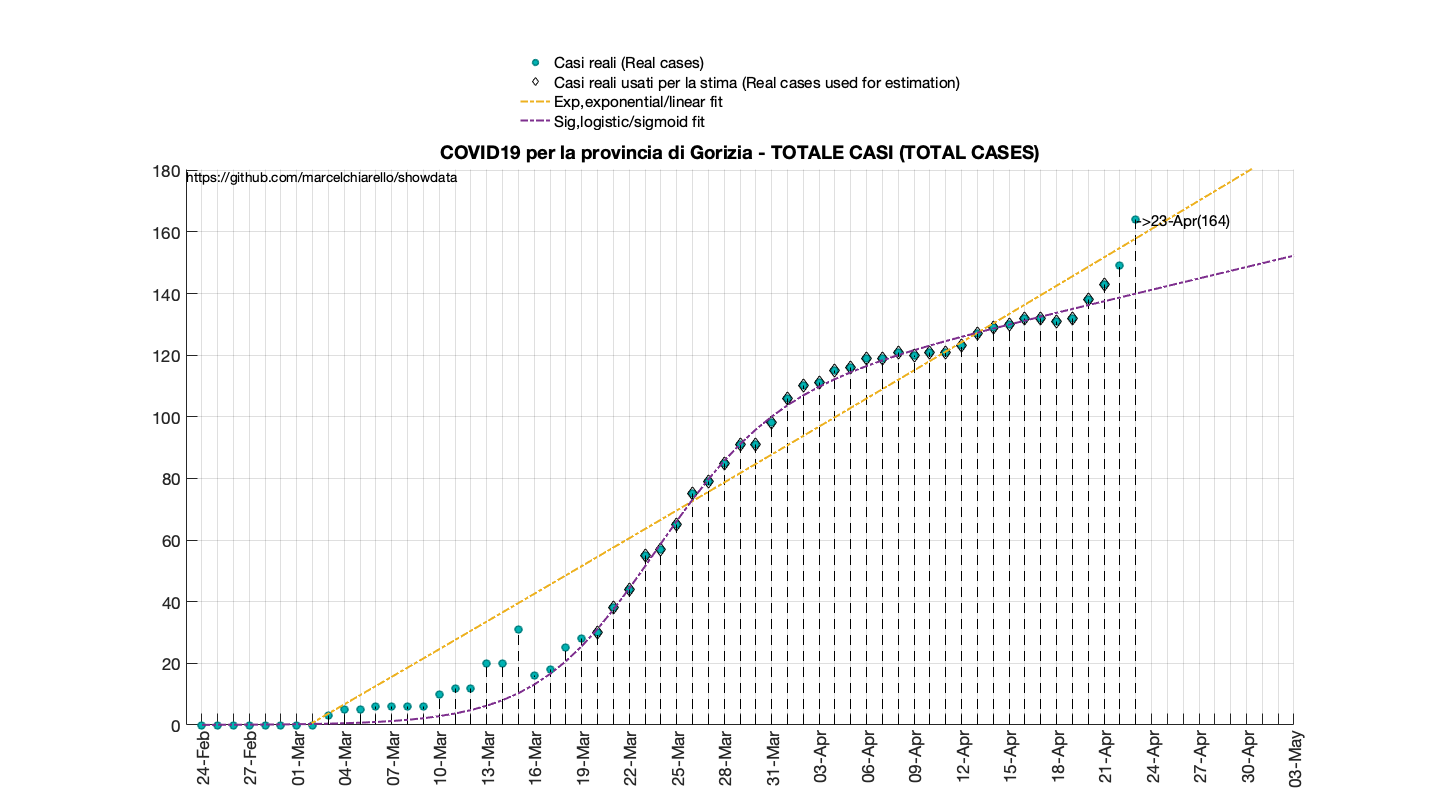 Casi reali (Real cases)
Casi reali usati per la stima (Real cases used for estimation)
Exp,exponential/linear fit
Sig,logistic/sigmoid fit
COVID19 per la provincia di Gorizia - TOTALE CASI (TOTAL CASES)
180
https://github.com/marcelchiarello/showdata
->23-Apr(164)
160
140
120
100
80
60
40
20
0
24-Feb
27-Feb
01-Mar
04-Mar
07-Mar
10-Mar
13-Mar
16-Mar
19-Mar
22-Mar
25-Mar
28-Mar
31-Mar
03-Apr
06-Apr
09-Apr
12-Apr
15-Apr
18-Apr
21-Apr
24-Apr
27-Apr
30-Apr
03-May